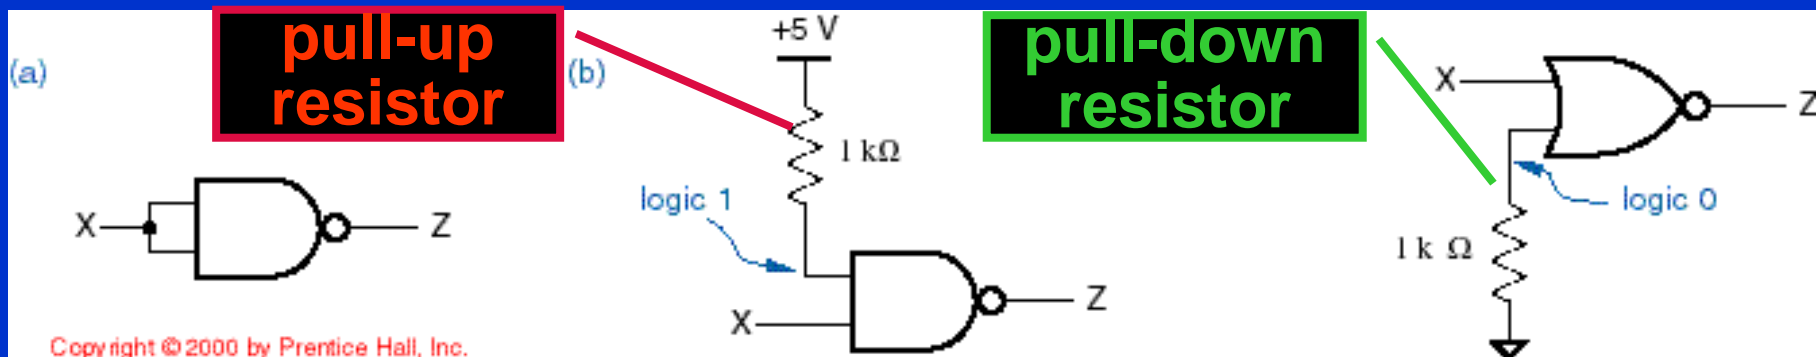 (a)
pull-up
resistor
(b)
+5 V
1 kΩ
logic 1
X
Z
X
Z
pull-down
resistor
X
Z
logic 0
1 k Ω
Copyright © 2000 by Prentice Hall, Inc.